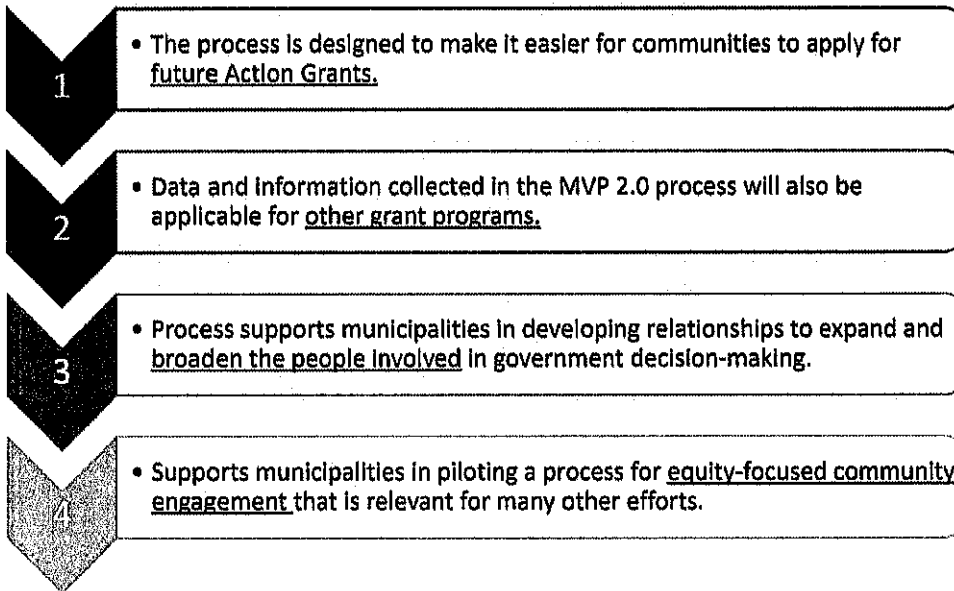 1
• The process is designed to make it easier for communities to apply for
future Action Grants.
2
• Data and information collected in the MVP 2.0 process will also be
applicable for other grant programs.
3
• Process supports municipalities in developing relationships to expand and
broaden the people involved in government decision-making.
4
• Supports municipalities in piloting a process for equity-focused community
engagement that is relevant for many other efforts.